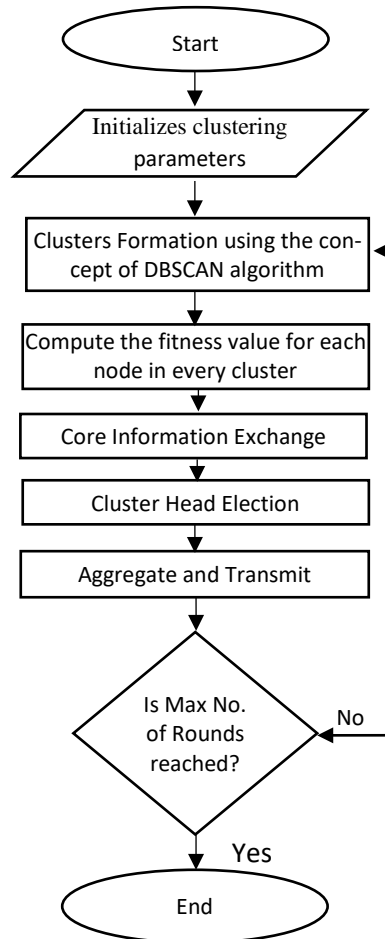 Start
Initializes clustering
parameters
Clusters Formation using the con-
cept of DBSCAN algorithm
Compute the fitness value for each
node in every cluster
Core Information Exchange
Cluster Head Election
Aggregate and Transmit
Is Max No.
of Rounds
reached?
No
Yes
End